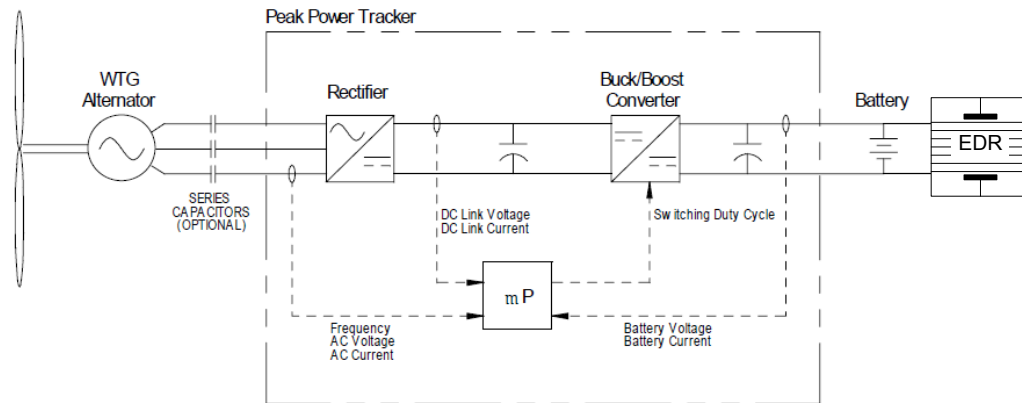 Peak Power Tracker
WTG
Alternator
Rectifier
Buck/Boost
Converter
Battery
EDR
SERIES
CAPACITORS
(OPTIONAL)
DC Link Voltage
DC Link Current
Switching Duty Cycle
mP
Frequency
AC Voltage
AC Current
Battery Voltage
Battery Current